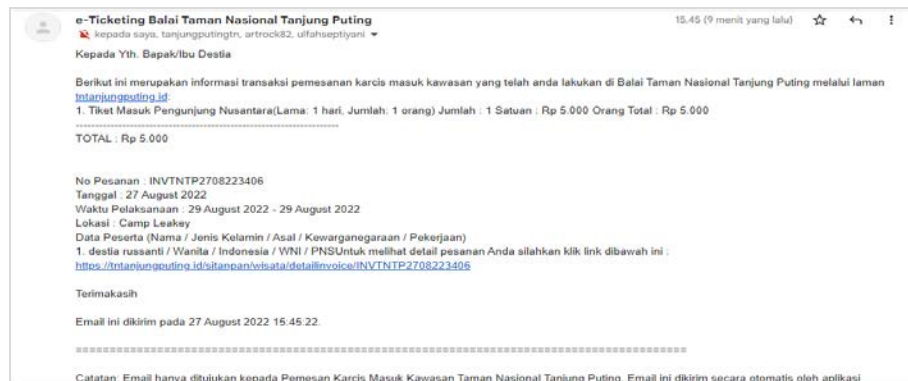 e-Ticketing Balai Taman Nasional Tanjung Puting
15.45 (9 menit yang lalu)
kepada saya, tanjungputingtn, artrock82, ulfahseptiyani
Kepada Yth. Bapak/Ibu Destia
Berikut ini merupakan informasi transaksi pemesanan karcis masuk kawasan yang telah anda lakukan di Balai Taman Nasional Tanjung Puting melalui laman
tntanjungputing.id:
1. Tiket Masuk Pengunjung Nusantara(Lama: 1 hari, Jumlah: 1 orang) Jumlah : 1 Satuan : Rp 5.000 Orang Total : Rp 5.000
--------------------------------------------------------------------
TOTAL : Rp 5.000
No Pesanan : INVTNTP2708223406
Tanggal : 27 August 2022
Waktu Pelaksanaan : 29 August 2022 - 29 August 2022
Lokasi : Camp Leakey
Data Peserta (Nama / Jenis Kelamin / Asal / Kewarganegaraan / Pekerjaan)
1. destia russanti / Wanita / Indonesia / WNI / PNSUntuk melihat detail pesanan Anda silahkan klik link dibawah ini :
https://tntanjungputing.id/sitanpan/wisata/detailinvoice/INVTNTP2708223406
Terimakasih
Email ini dikirim pada 27 August 2022 15:45:22.
==========================================================================================
Catatan: Email hanya ditujukan kepada Pemesan Karcis Masuk Kawasan Taman Nasional Tanjung Puting. Email ini dikirim secara otomatis oleh aplikasi